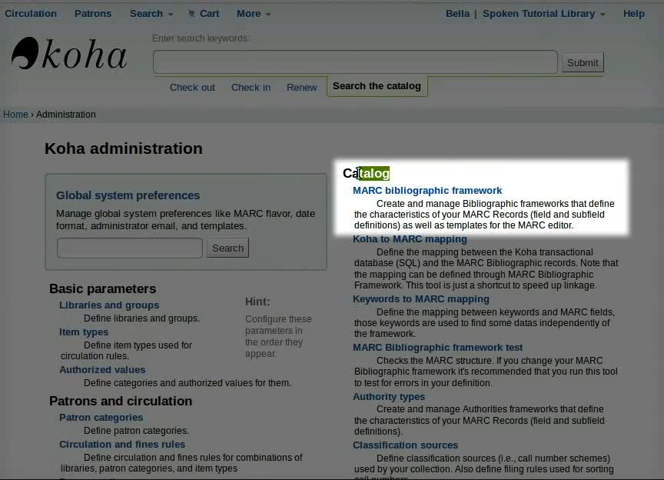 Circulation Patrons Search Cart More Bella | Spoken Tutorial Library Help
koha
Enter search keywords:
Submit
Check out Check in Renew Search the catalog
Home › Administration
Koha administration
Global system preferences
Manage global system preferences like MARC flavor, date
format, administrator email, and templates.
Search
Basic parameters
Libraries and groups
Define libraries and groups.
Item types
Define item types used for
circulation rules.
Authorized values
Define categories and authorized values for them.
Hint:
Configure these
parameters in
the order they
appear.
Patrons and circulation
Patron categories
Define patron categories.
Circulation and fines rules
Define circulation and fines rules for combinations of
libraries, patron categories, and item types
Catalog
MARC bibliographic framework
Create and manage Bibliographic frameworks that define
the characteristics of your MARC Records (field and subfield
definitions) as well as templates for the MARC editor.
Koha to MARC mapping
Define the mapping between the Koha transactional
database (SQL) and the MARC Bibliographic records. Note that
the mapping can be defined through MARC Bibliographic
Framework. This tool is just a shortcut to speed up linkage.
Keywords to MARC mapping
Define the mapping between keywords and MARC fields,
those keywords are used to find some datas independently of
the framework.
MARC Bibliographic framework test
Checks the MARC structure. If you change your MARC
Bibliographic framework it's recommended that you run this tool
to test for errors in your definition.
Authority types
Create and manage Authorities frameworks that define
the characteristics of your MARC Records (field and subfield
definitions).
Classification sources
Define classification sources (i.e., call number schemes)
used by your collection. Also define filing rules used for sorting
call numbers.